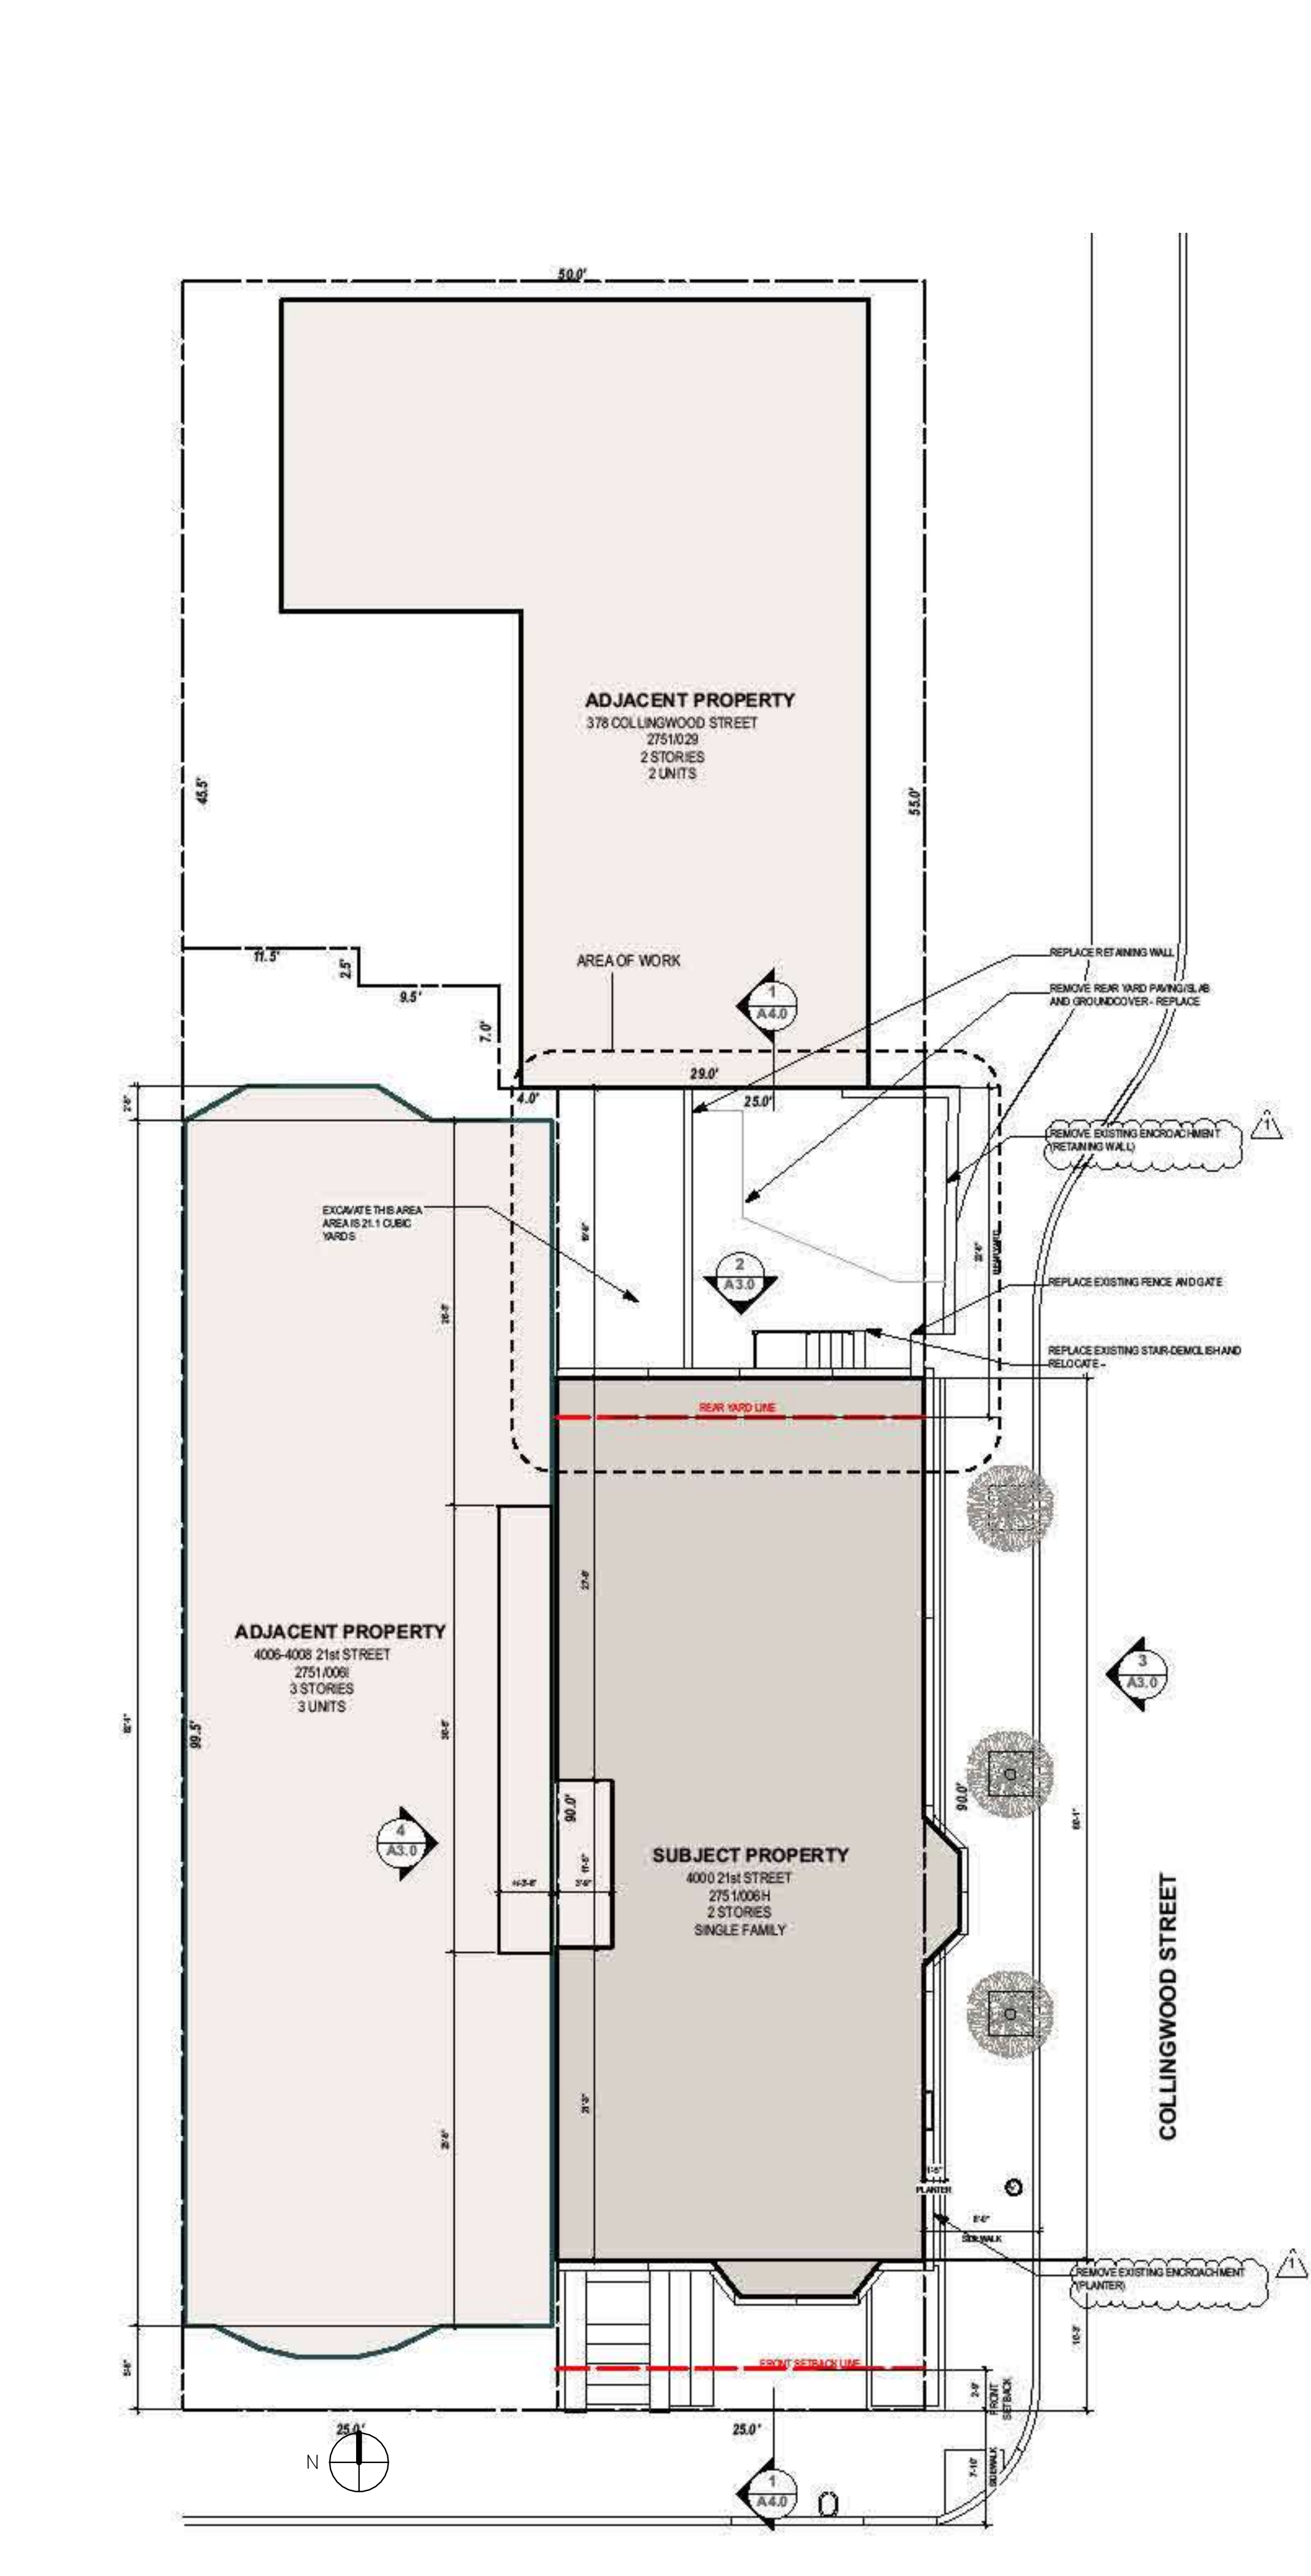 50.0'
ADJACENT PROPERTY
378 COLLINGWOOD STREET
2751/029
2 STORIES
2 UNITS
45.5'
55.0'
11.5'
2.5'
9.5'
7.0'
AREA OF WORK
1
A4.0
REPLACE RETAINING WALL
REMOVE REAR YARD PAVING/SLAB
AND GROUNDCOVER - REPLACE
29.0'
4.0'
25.0'
REMOVE EXISTING ENCROACHMENT
(RETAINING WALL)
1
EXCAVATE THIS AREA
AREA IS 21.1 CUBIC
YARDS
2
A3.0
REAR YARD
REPLACE EXISTING FENCE AND GATE
REPLACE EXISTING STAIR-DEMOLISH AND
RELOCATE -
REAR YARD LINE
ADJACENT PROPERTY
4006-4008 21st STREET
2751/006I
3 STORIES
3 UNITS
99.5'
3
A3.0
4
A3.0
90.0'
90.0'
SUBJECT PROPERTY
4000 21st STREET
2751/006H
2 STORIES
SINGLE FAMILY
COLLINGWOOD STREET
PLANTER
SIDEWALK
REMOVE EXISTING ENCROACHMENT
(PLANTER)
1
FRONT SETBACK LINE
FRONT
SETBACK
25.0'
25.0'
N
7'-10"
SIDEWALK
1
A4.0